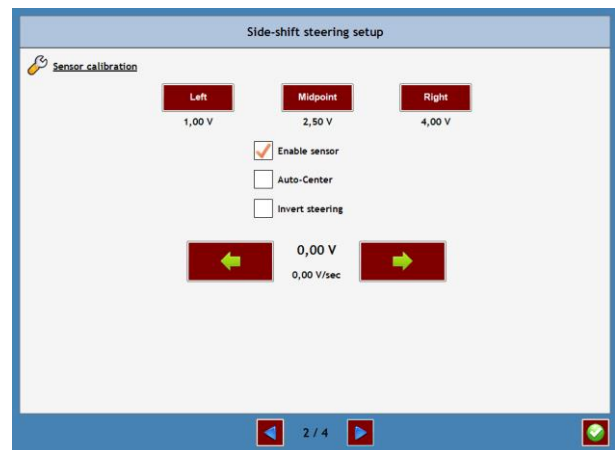 Side-shift steering setup
Sensor calibration
Left Midpoint Right
1,00 V 2,50 V 4,00 V
Enable sensor
Auto-Center
Invert steering
0,00 V
0,00 V/sec
2 / 4